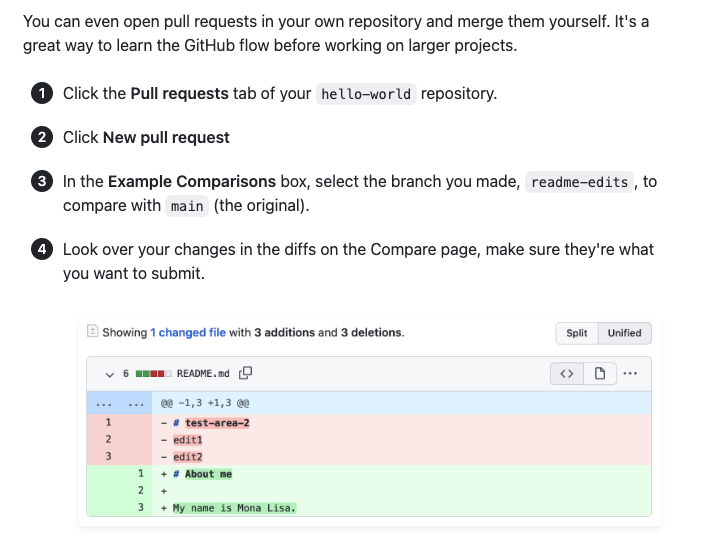 You can even open pull requests in your own repository and merge them yourself. It's a
great way to learn the GitHub flow before working on larger projects.
1 Click the Pull requests tab of your hello-world repository.
2 Click New pull request
3 In the Example Comparisons box, select the branch you made, readme-edits , to
compare with main (the original).
4 Look over your changes in the diffs on the Compare page, make sure they're what
you want to submit.
Showing 1 changed file with 3 additions and 3 deletions. Split Unified
6 README.md <> ...
... ... @@ -1,3 +1,3 @@
1 - # test-area-2
2 - edit1
3 - edit2
1 + # About me
2 +
3 + My name is Mona Lisa.